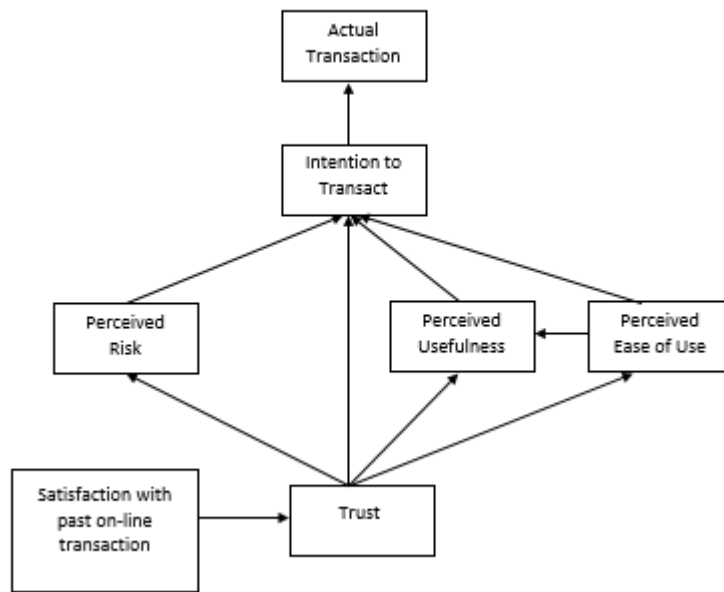 Actual
Transaction
Intention to
Transact
Perceived
Risk
Perceived
Usefulness
Perceived
Ease of Use
Satisfaction with
past on-line
transaction
Trust